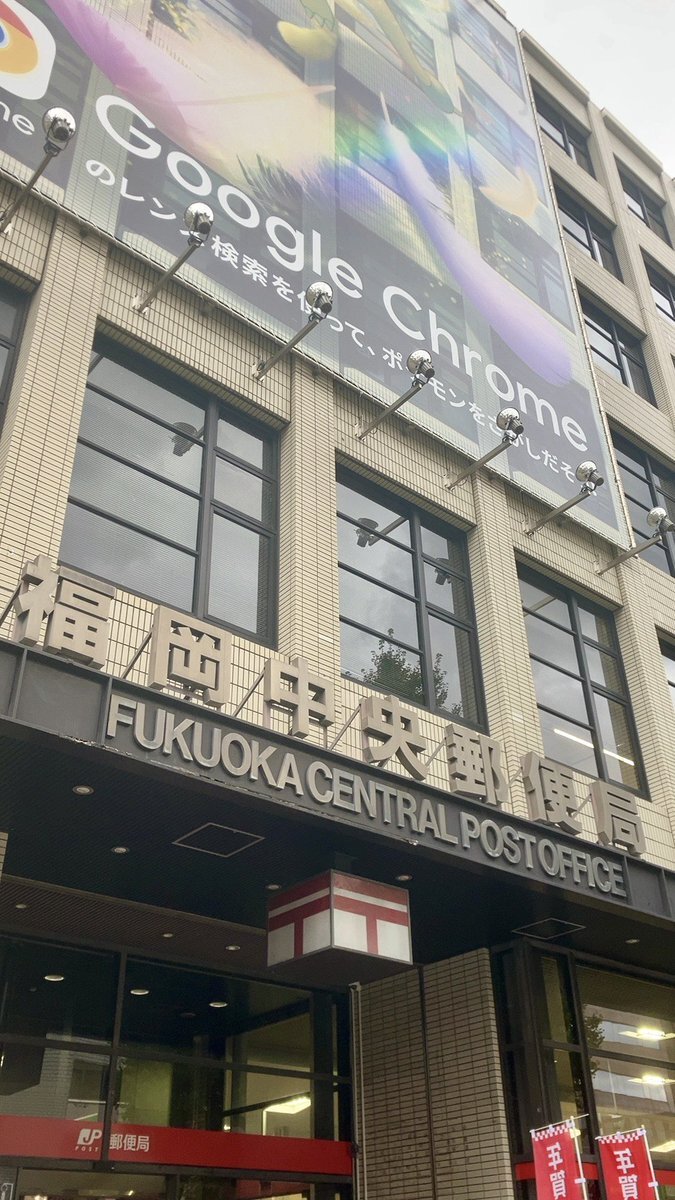 me
Google Chrome
のレンズ検索を使って、ポケモンをさがしだそう
福岡中央郵便局
FUKUOKA CENTRAL POST OFFICE
JP
POST
郵便局
年賀
年賀